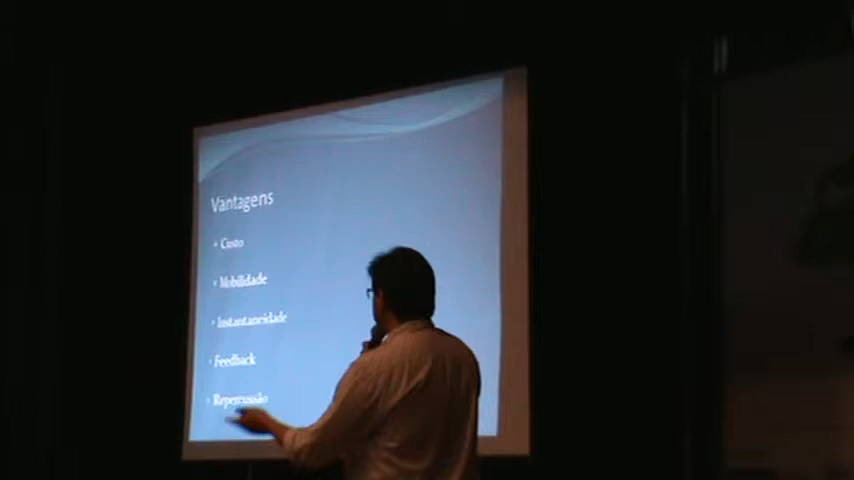 Vantagens
• Custo
• Mobilidade
• Instantaneidade
• Feedback
• Repercussão